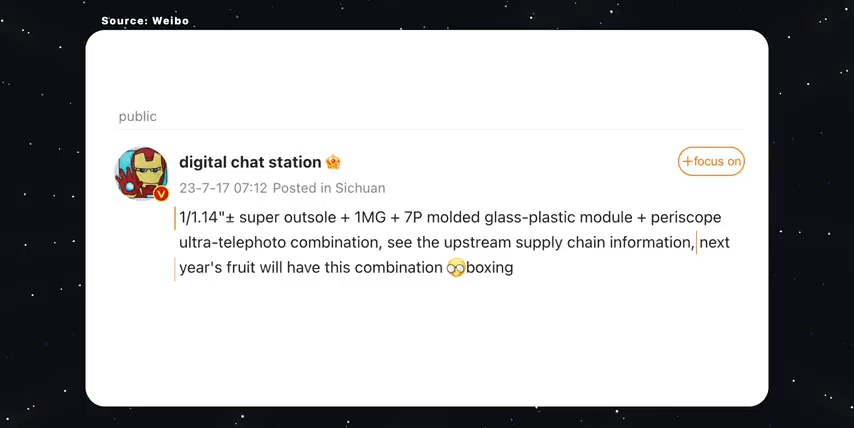 Source: Weibo
public
digital chat station
+focus on
23-7-17 07:12 Posted in Sichuan
1/1.14"± super outsole + 1MG + 7P molded glass-plastic module + periscope
ultra-telephoto combination, see the upstream supply chain information, next
year's fruit will have this combination 🤓boxing